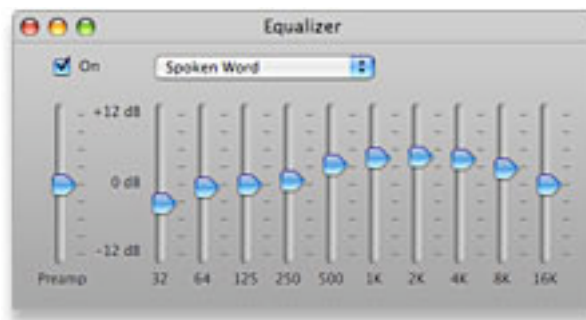 Equalizer
On
Spoken Word
+12 dB
0 dB
-12 dB
Preamp 32 64 125 250 500 1K 2K 4K 8K 16K